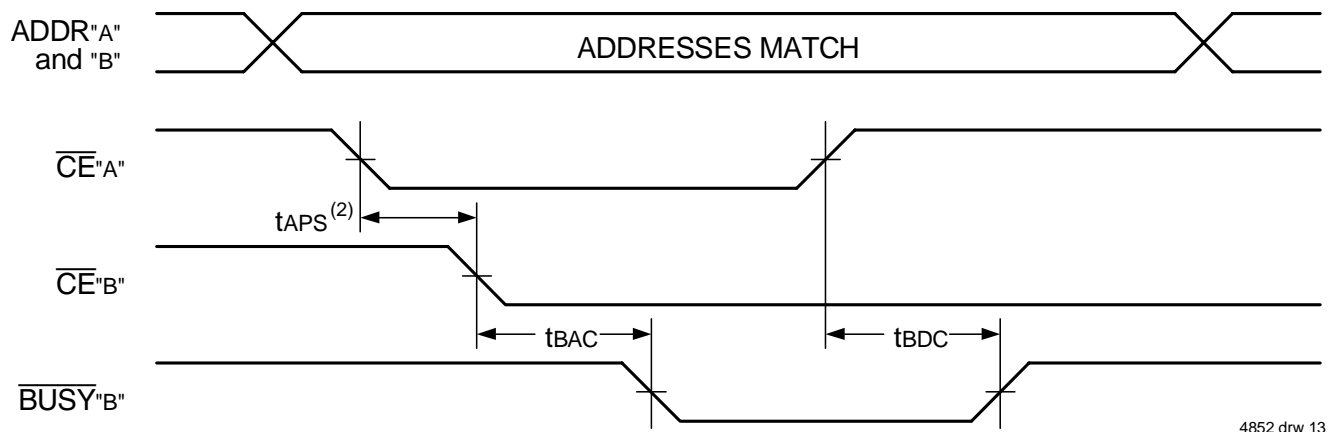 ADDR"A"
and "B"
ADDRESSES MATCH
CE"A"
tAPS(2)
CE"B"
tBAC
tBDC
BUSY"B"
4852 drw 13